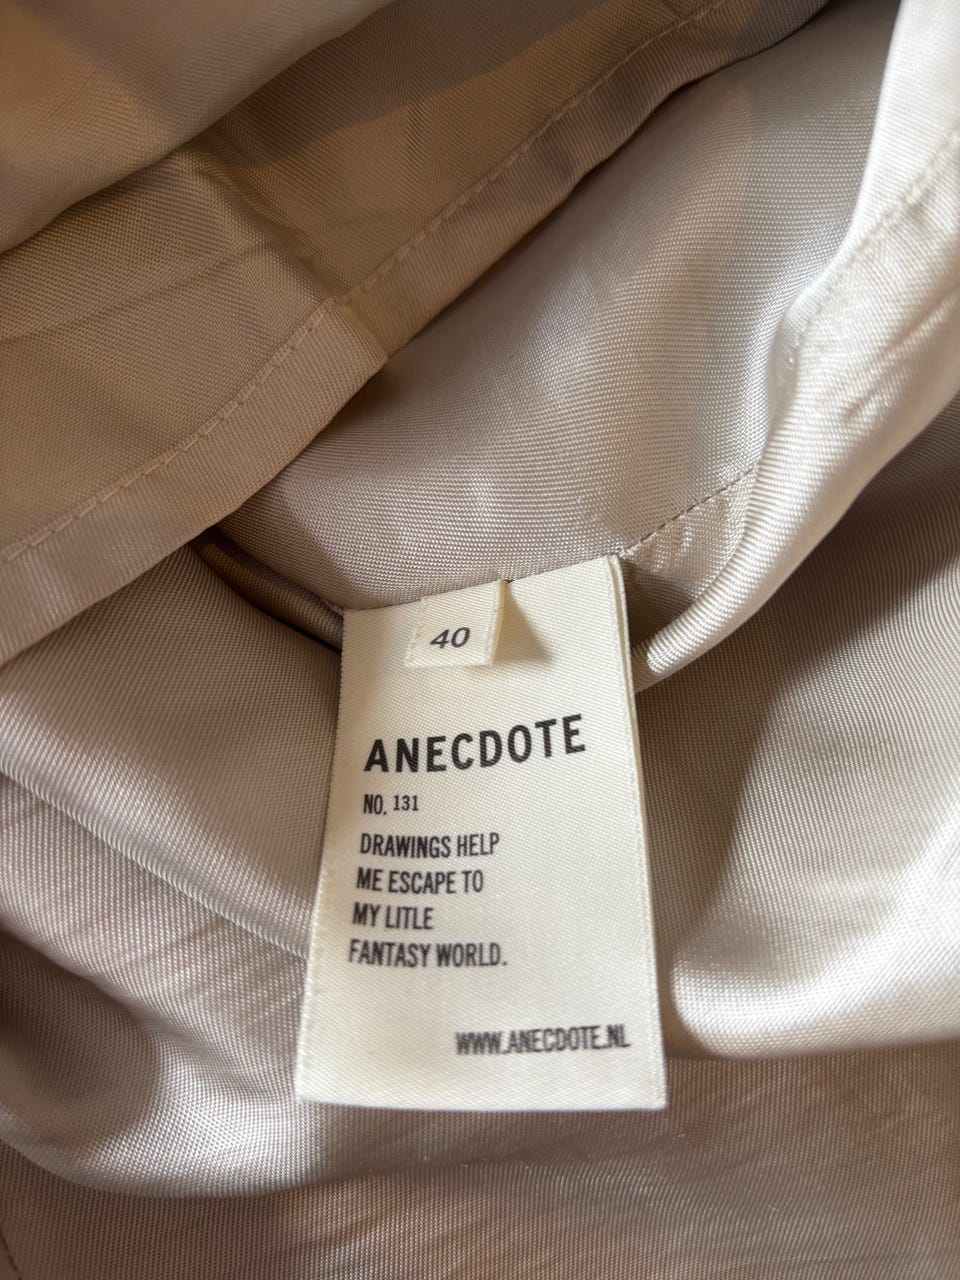 40
ANECDOTE
NO. 131
DRAWINGS HELP
ME ESCAPE TO
MY LITLE
FANTASY WORLD.
WWW.ANECDOTE.NL